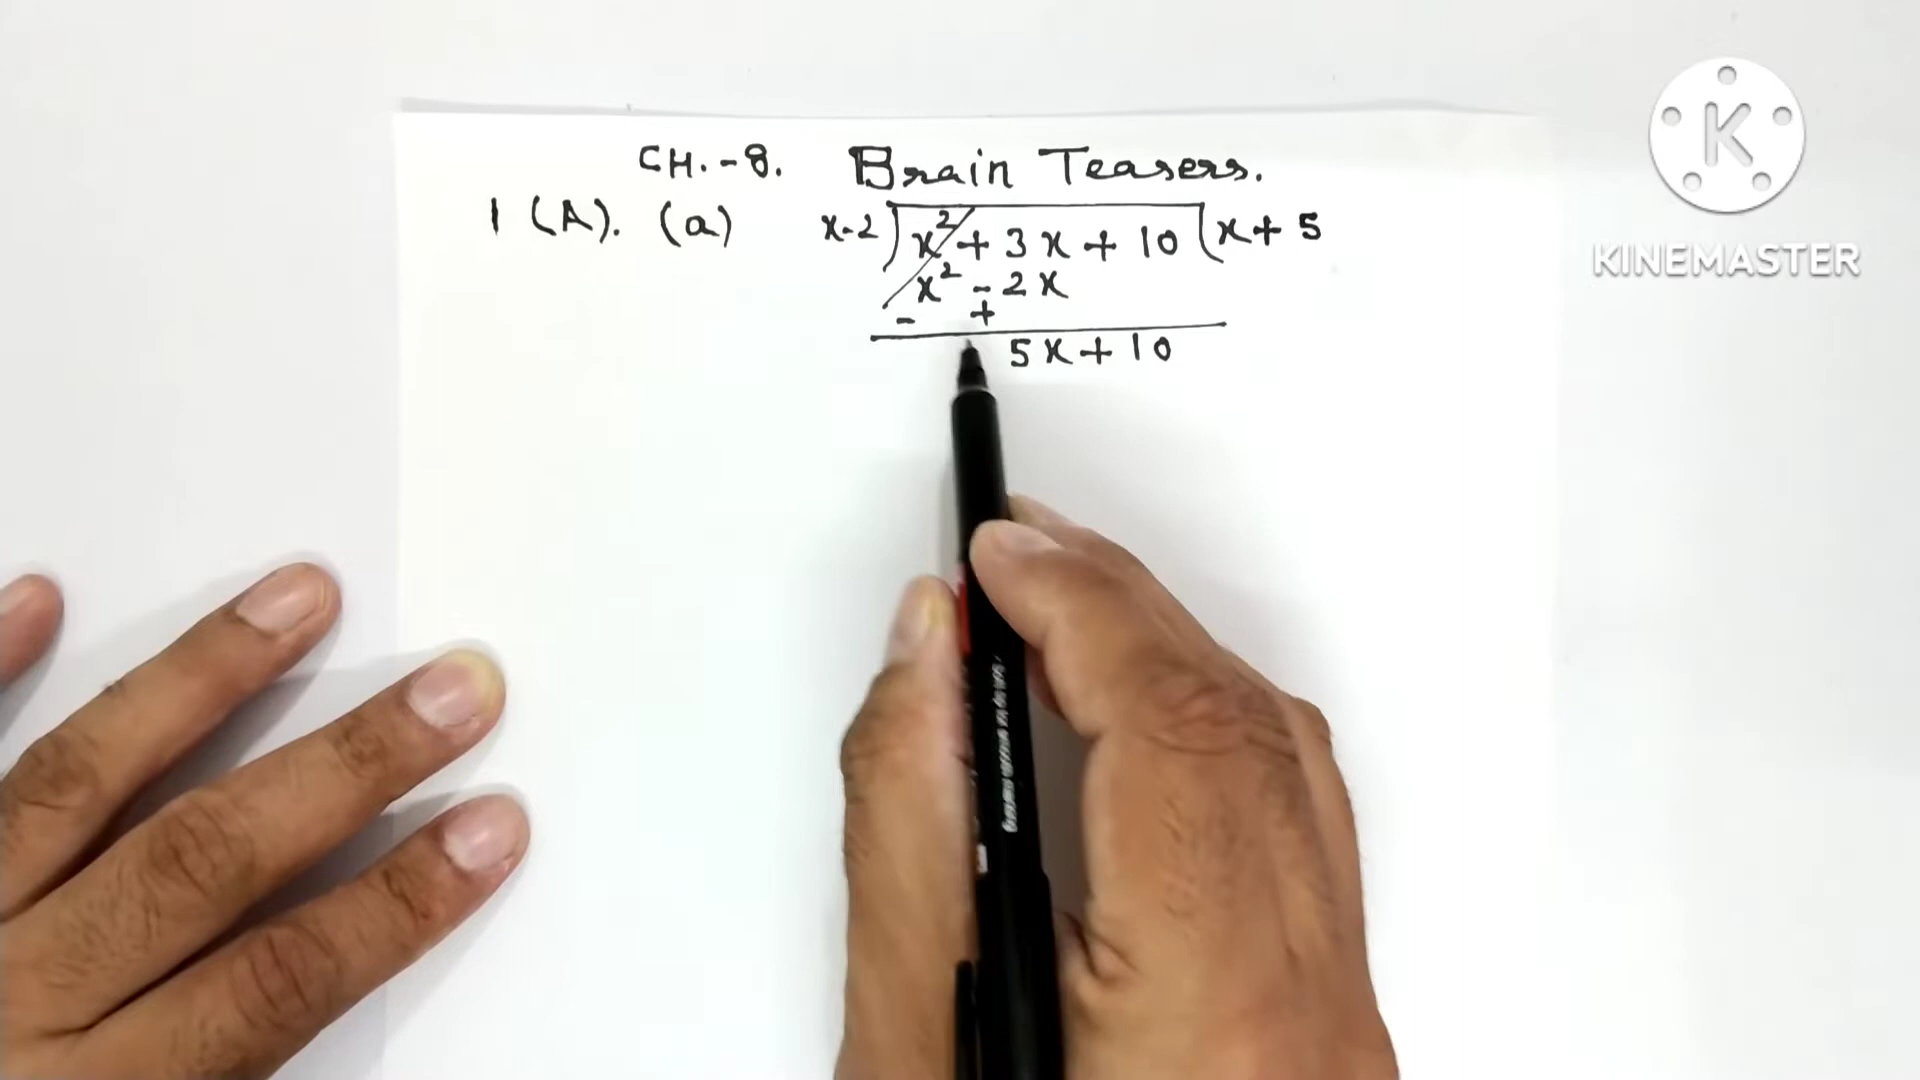 CH.-8. Brain Teasers.
1 (A). (a) x-2) x² + 3x + 10 (x + 5
x² - 2x
- +
5x + 10
K
KINEMASTER